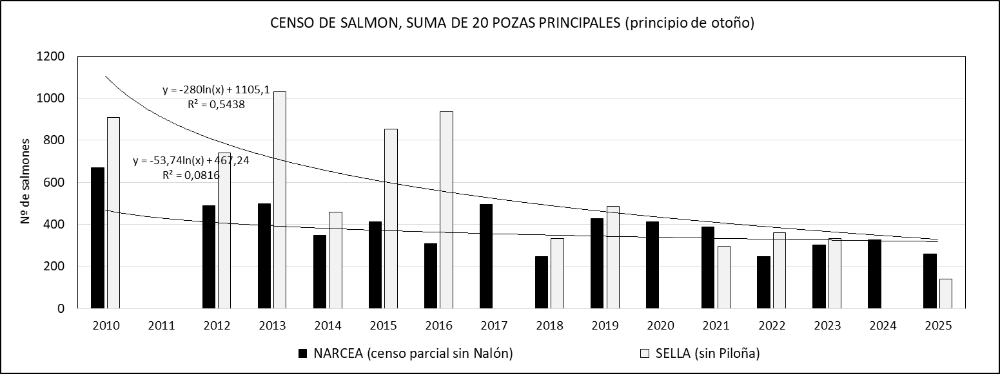 CENSO DE SALMON, SUMA DE 20 POZAS PRINCIPALES (principio de otoño)
1200
1000
800
600
400
200
0
Nº de salmones
y = -280ln(x) + 1105,1
R² = 0,5438
y = -53,74ln(x) + 467,24
R² = 0,0816
2010 2011 2012 2013 2014 2015 2016 2017 2018 2019 2020 2021 2022 2023 2024 2025
NARCEA (censo parcial sin Nalón) SELLA (sin Piloña)